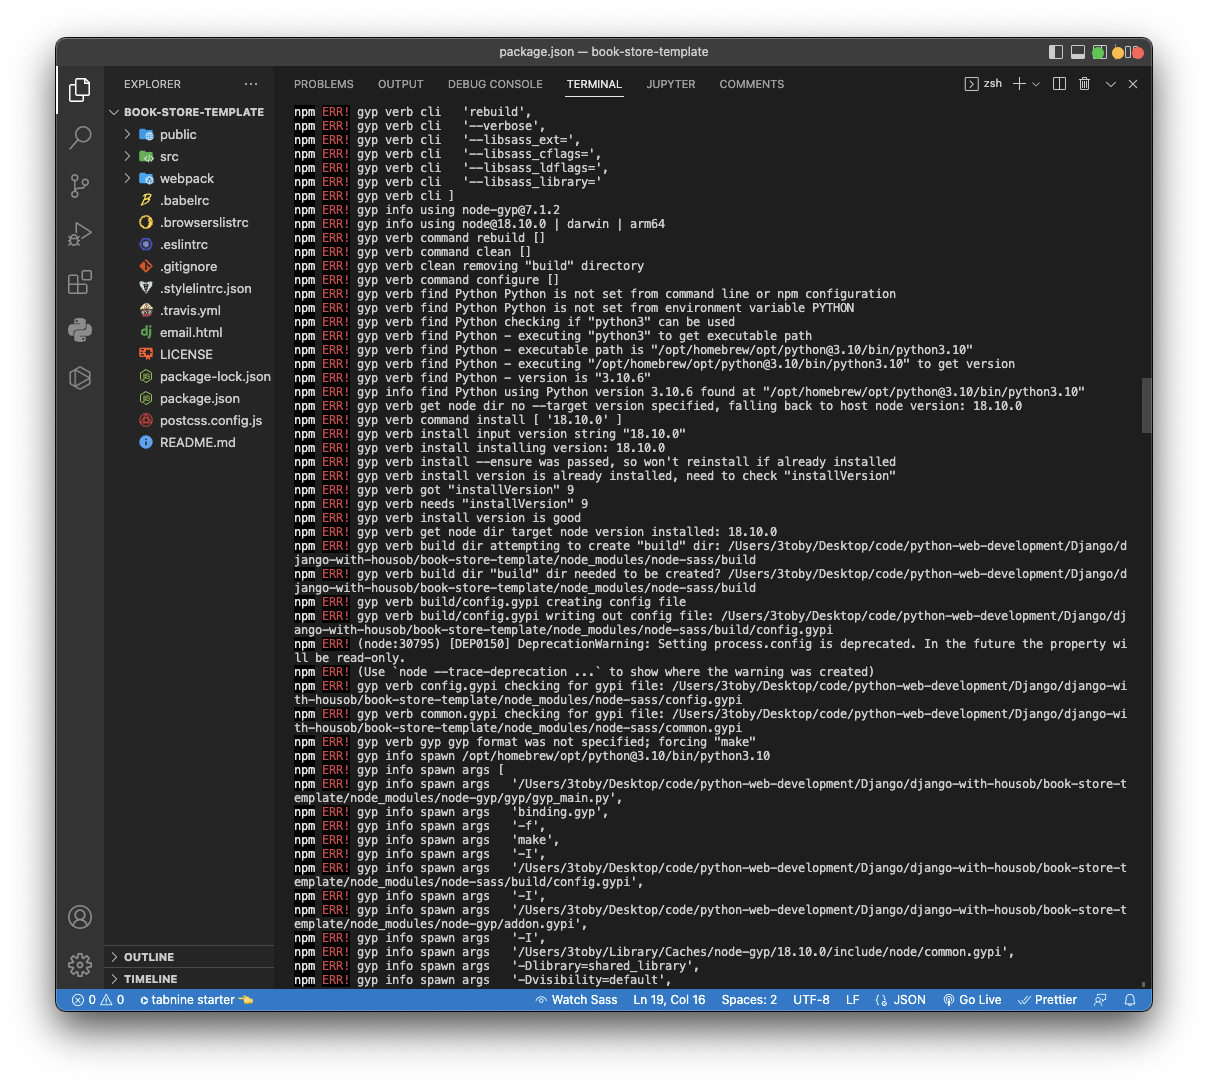 package.json — book-store-template
EXPLORER
PROBLEMS OUTPUT DEBUG CONSOLE TERMINAL JUPYTER COMMENTS
zsh
BOOK-STORE-TEMPLATE
public
src
webpack
.babelrc
.browserslistrc
.eslintrc
.gitignore
.stylelintrc.json
.travis.yml
email.html
LICENSE
package-lock.json
package.json
postcss.config.js
README.md
OUTLINE
TIMELINE
npm ERR! gyp verb cli   'rebuild',
npm ERR! gyp verb cli   '--verbose',
npm ERR! gyp verb cli   '--libsass_ext=',
npm ERR! gyp verb cli   '--libsass_cflags=',
npm ERR! gyp verb cli   '--libsass_ldflags=',
npm ERR! gyp verb cli   '--libsass_library='
npm ERR! gyp verb cli ]
npm ERR! gyp info using node-gyp@7.1.2
npm ERR! gyp info using node@18.10.0 | darwin | arm64
npm ERR! gyp verb command rebuild []
npm ERR! gyp verb command clean []
npm ERR! gyp verb clean removing "build" directory
npm ERR! gyp verb command configure []
npm ERR! gyp verb find Python Python is not set from command line or npm configuration
npm ERR! gyp verb find Python Python is not set from environment variable PYTHON
npm ERR! gyp verb find Python checking if "python3" can be used
npm ERR! gyp verb find Python - executing "python3" to get executable path
npm ERR! gyp verb find Python - executable path is "/opt/homebrew/opt/python@3.10/bin/python3.10"
npm ERR! gyp verb find Python - executing "/opt/homebrew/opt/python@3.10/bin/python3.10" to get version
npm ERR! gyp verb find Python - version is "3.10.6"
npm ERR! gyp info find Python using Python version 3.10.6 found at "/opt/homebrew/opt/python@3.10/bin/python3.10"
npm ERR! gyp verb get node dir no --target version specified, falling back to host node version: 18.10.0
npm ERR! gyp verb command install [ '18.10.0' ]
npm ERR! gyp verb install input version string "18.10.0"
npm ERR! gyp verb install installing version: 18.10.0
npm ERR! gyp verb install --ensure was passed, so won't reinstall if already installed
npm ERR! gyp verb install version is already installed, need to check "installVersion"
npm ERR! gyp verb got "installVersion" 9
npm ERR! gyp verb needs "installVersion" 9
npm ERR! gyp verb install version is good
npm ERR! gyp verb get node dir target node version installed: 18.10.0
npm ERR! gyp verb build dir attempting to create "build" dir: /Users/3toby/Desktop/code/python-web-development/Django/d
jango-with-housob/book-store-template/node_modules/node-sass/build
npm ERR! gyp verb build dir "build" dir needed to be created? /Users/3toby/Desktop/code/python-web-development/Django/d
jango-with-housob/book-store-template/node_modules/node-sass/build
npm ERR! gyp verb build/config.gypi creating config file
npm ERR! gyp verb build/config.gypi writing out config file: /Users/3toby/Desktop/code/python-web-development/Django/dj
ango-with-housob/book-store-template/node_modules/node-sass/build/config.gypi
npm ERR! (node:30795) [DEP0150] DeprecationWarning: Setting process.config is deprecated. In the future the property wi
ll be read-only.
npm ERR! (Use `node --trace-deprecation ...` to show where the warning was created)
npm ERR! gyp verb config.gypi checking for gypi file: /Users/3toby/Desktop/code/python-web-development/Django/django-wi
th-housob/book-store-template/node_modules/node-sass/config.gypi
npm ERR! gyp verb common.gypi checking for gypi file: /Users/3toby/Desktop/code/python-web-development/Django/django-wi
th-housob/book-store-template/node_modules/node-sass/common.gypi
npm ERR! gyp verb gyp gyp format was not specified; forcing "make"
npm ERR! gyp info spawn /opt/homebrew/opt/python@3.10/bin/python3.10
npm ERR! gyp info spawn args [
npm ERR! gyp info spawn args   '/Users/3toby/Desktop/code/python-web-development/Django/django-with-housob/book-store-t
emplate/node_modules/node-gyp/gyp/gyp_main.py',
npm ERR! gyp info spawn args   'binding.gyp',
npm ERR! gyp info spawn args   '-f',
npm ERR! gyp info spawn args   'make',
npm ERR! gyp info spawn args   '-I',
npm ERR! gyp info spawn args   '/Users/3toby/Desktop/code/python-web-development/Django/django-with-housob/book-store-t
emplate/node_modules/node-sass/build/config.gypi',
npm ERR! gyp info spawn args   '-I',
npm ERR! gyp info spawn args   '/Users/3toby/Desktop/code/python-web-development/Django/django-with-housob/book-store-t
emplate/node_modules/node-gyp/addon.gypi',
npm ERR! gyp info spawn args   '-I',
npm ERR! gyp info spawn args   '/Users/3toby/Library/Caches/node-gyp/18.10.0/include/node/common.gypi',
npm ERR! gyp info spawn args   '-Dlibrary=shared_library',
npm ERR! gyp info spawn args   '-Dvisibility=default',
0 0 tabnine starter 👈 Watch Sass Ln 19, Col 16 Spaces: 2 UTF-8 LF JSON Go Live Prettier